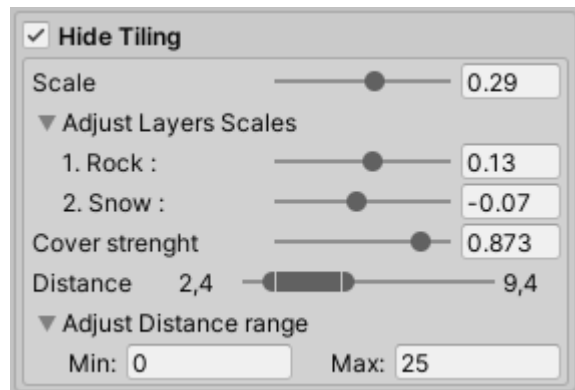 Hide Tiling
Scale 0.29
Adjust Layers Scales
1. Rock : 0.13
2. Snow : -0.07
Cover strenght 0.873
Distance 2,4 9,4
Adjust Distance range
Min: 0 Max: 25